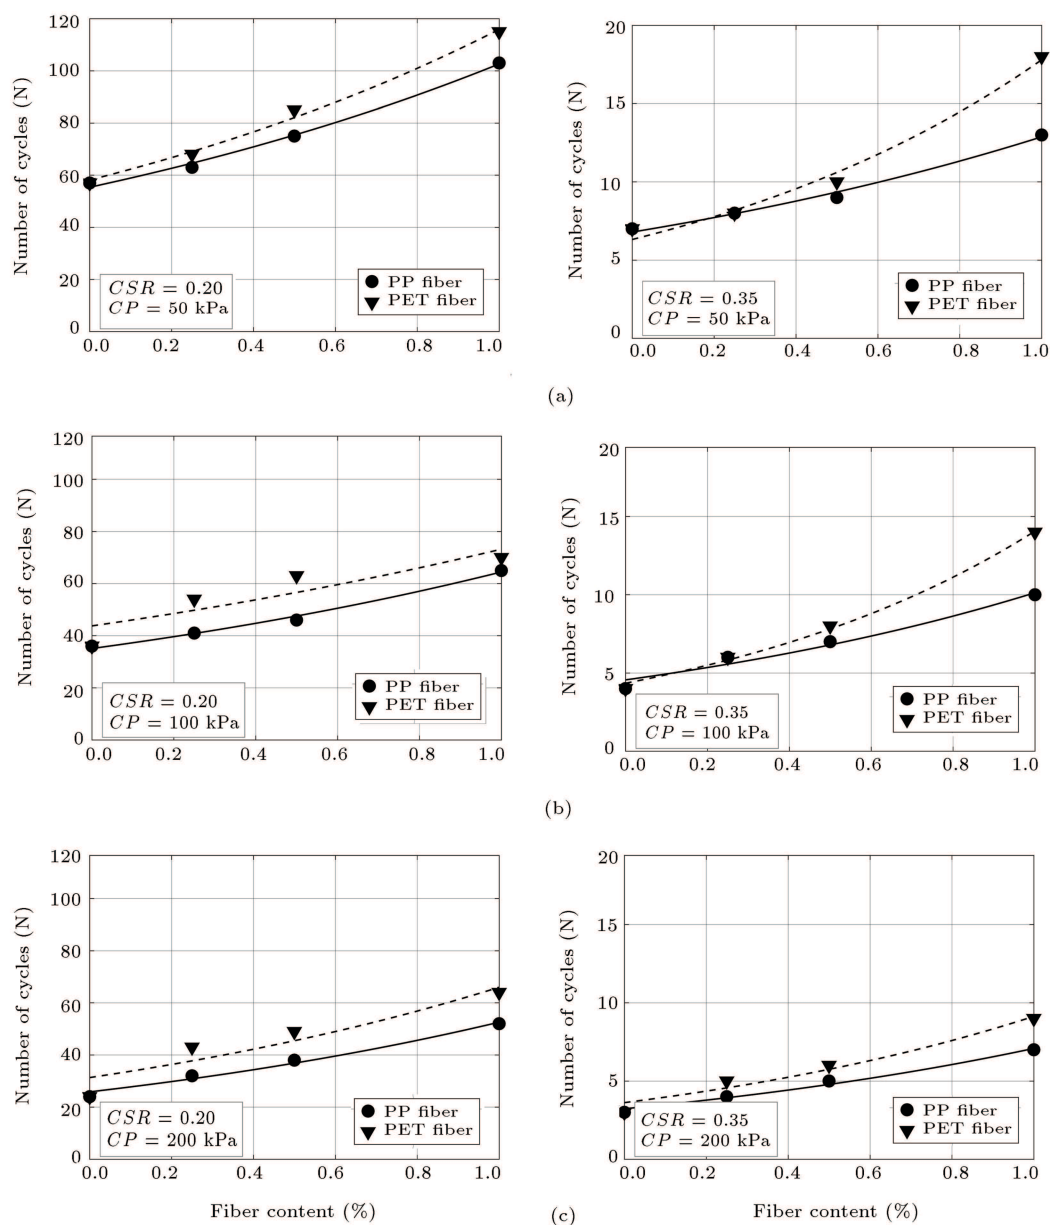 120
100
80
60
40
20
0
Number of cycles (N)
CSR = 0.20
CP = 50 kPa
PP fiber
PET fiber
0.0 0.2 0.4 0.6 0.8 1.0
20
15
10
5
0
Number of cycles (N)
CSR = 0.35
CP = 50 kPa
PP fiber
PET fiber
0.0 0.2 0.4 0.6 0.8 1.0
(a)
120
100
80
60
40
20
0
Number of cycles (N)
CSR = 0.20
CP = 100 kPa
PP fiber
PET fiber
0.0 0.2 0.4 0.6 0.8 1.0
20
15
10
5
0
Number of cycles (N)
CSR = 0.35
CP = 100 kPa
PP fiber
PET fiber
0.0 0.2 0.4 0.6 0.8 1.0
(b)
120
100
80
60
40
20
0
Number of cycles (N)
CSR = 0.20
CP = 200 kPa
PP fiber
PET fiber
0.0 0.2 0.4 0.6 0.8 1.0
Fiber content (%)
20
15
10
5
0
Number of cycles (N)
CSR = 0.35
CP = 200 kPa
PP fiber
PET fiber
0.0 0.2 0.4 0.6 0.8 1.0
Fiber content (%)
(c)